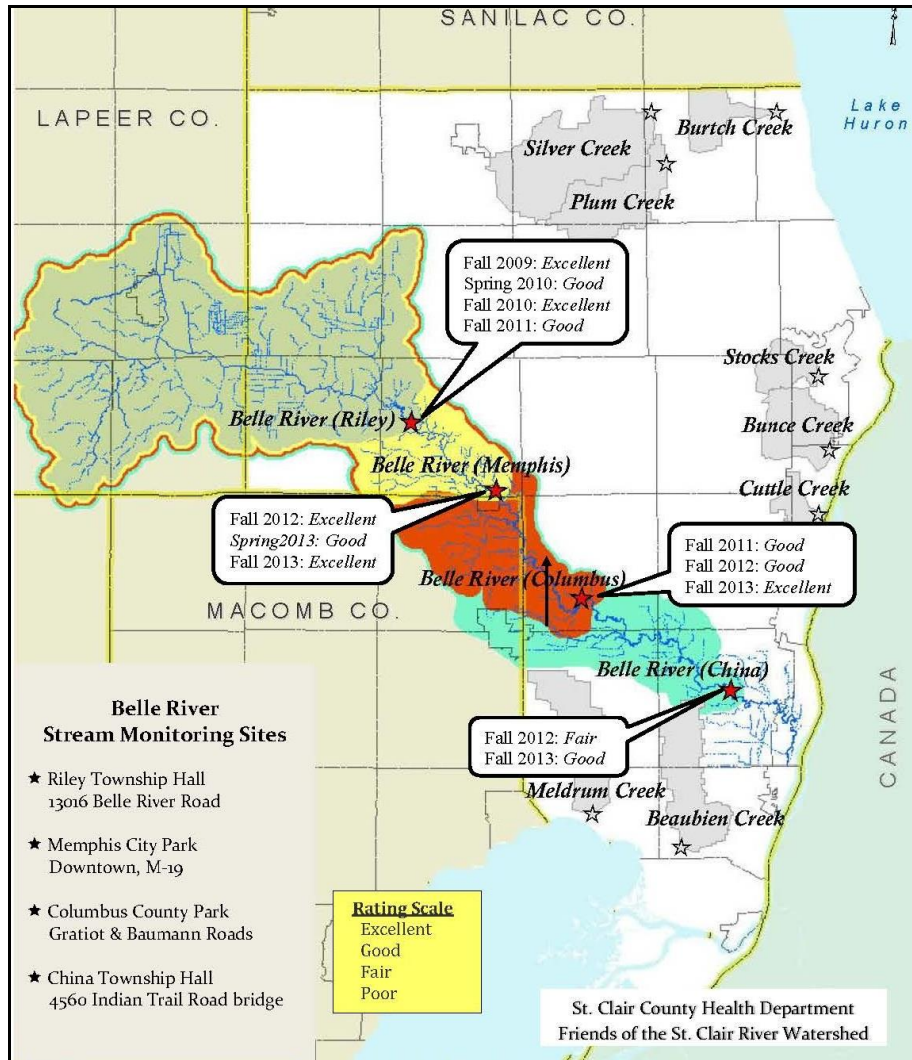 SANILAC CO.
LAPEER CO.
Lake
Huron
Burtch Creek
Silver Creek
Plum Creek
Fall 2009: Excellent
Spring 2010: Good
Fall 2010: Excellent
Fall 2011: Good
Stocks Creek
Belle River (Riley)
Bunce Creek
Belle River (Memphis)
Cuttle Creek
Fall 2012: Excellent
Spring2013: Good
Fall 2013: Excellent
Fall 2011: Good
Fall 2012: Good
Fall 2013: Excellent
Belle River (Columbus)
MACOMB CO.
Belle River (China)
CANADA
Fall 2012: Fair
Fall 2013: Good
Meldrum Creek
Beaubien Creek
Belle River
Stream Monitoring Sites
Riley Township Hall
13016 Belle River Road
Memphis City Park
Downtown, M-19
Columbus County Park
Gratiot & Baumann Roads
China Township Hall
4560 Indian Trail Road bridge
Rating Scale
Excellent
Good
Fair
Poor
St. Clair County Health Department
Friends of the St. Clair River Watershed